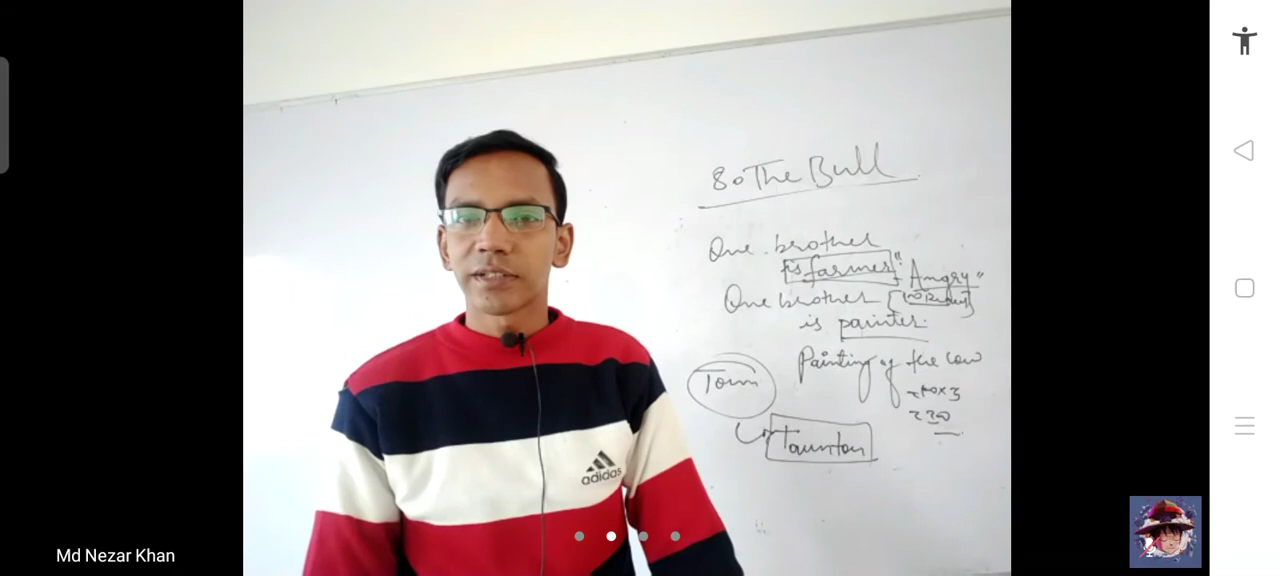 80 The Bull
One brother
is farmer" "Angry"
One brother
is painter.
Painting of the cow
Town
Taunton
adidas
Md Nezar Khan